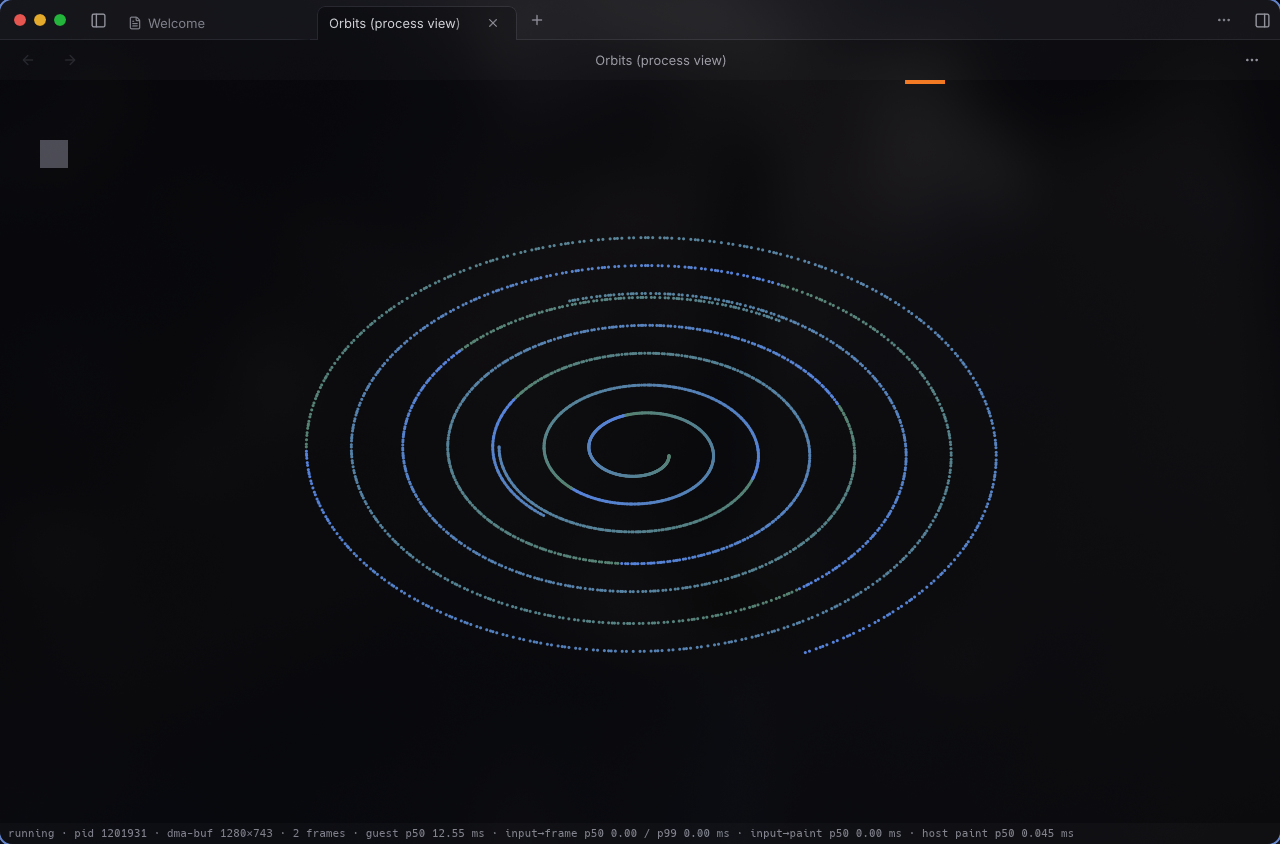 Welcome
Orbits (process view)
Orbits (process view)
running · pid 1201931 · dma-buf 1280×743 · 2 frames · guest p50 12.55 ms · input→frame p50 0.00 / p99 0.00 ms · input→paint p50 0.00 ms · host paint p50 0.045 ms